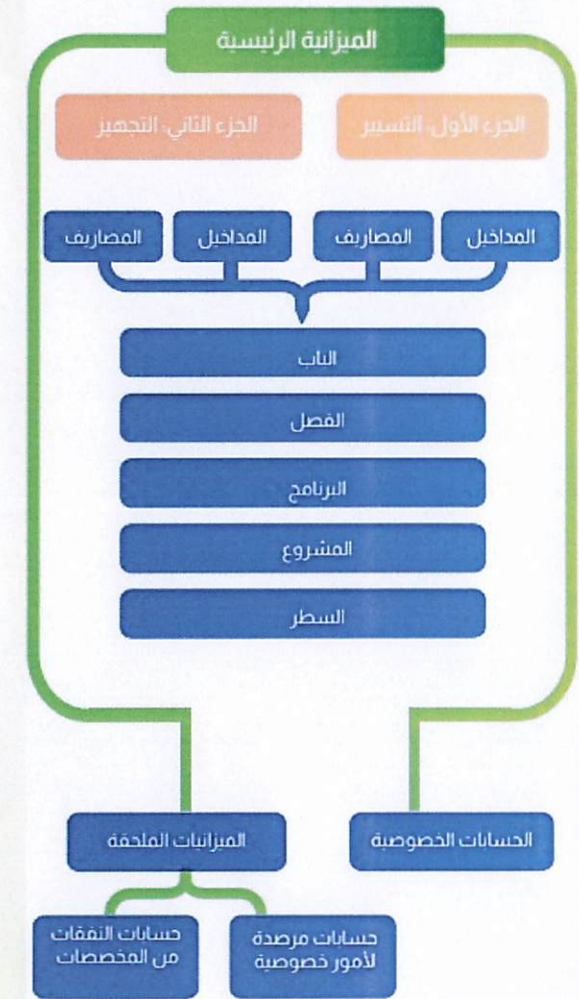 الميزانية الرئيسية
الجزء الأول: التسيير
الجزء الثاني: التجهيز
المداخيل
المصاريف
المداخيل
المصاريف
الباب
الفصل
البرنامج
المشروع
السطر
الحسابات الخصوصية
الميزانيات الملحقة
حسابات مرصدة
لأمور خصوصية
حسابات النفقات
من المخصصات